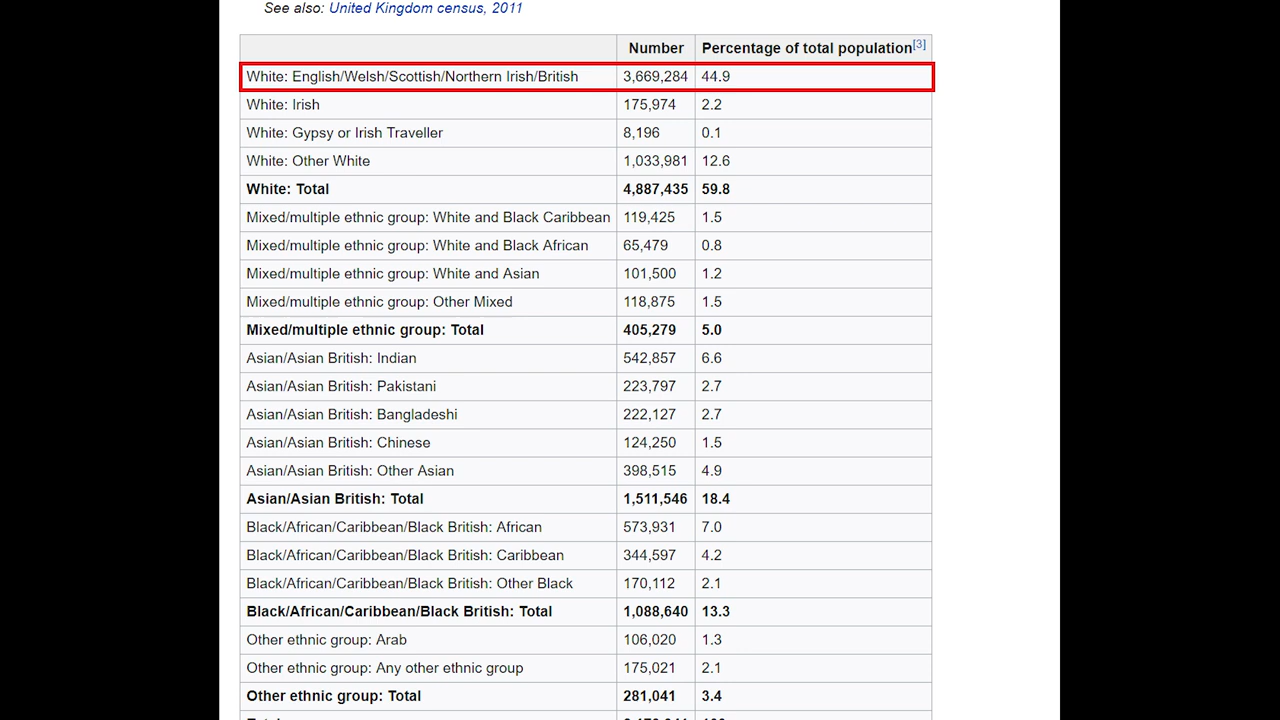 See also: United Kingdom census, 2011
Number Percentage of total population[3]
White: English/Welsh/Scottish/Northern Irish/British 3,669,284 44.9
White: Irish 175,974 2.2
White: Gypsy or Irish Traveller 8,196 0.1
White: Other White 1,033,981 12.6
White: Total 4,887,435 59.8
Mixed/multiple ethnic group: White and Black Caribbean 119,425 1.5
Mixed/multiple ethnic group: White and Black African 65,479 0.8
Mixed/multiple ethnic group: White and Asian 101,500 1.2
Mixed/multiple ethnic group: Other Mixed 118,875 1.5
Mixed/multiple ethnic group: Total 405,279 5.0
Asian/Asian British: Indian 542,857 6.6
Asian/Asian British: Pakistani 223,797 2.7
Asian/Asian British: Bangladeshi 222,127 2.7
Asian/Asian British: Chinese 124,250 1.5
Asian/Asian British: Other Asian 398,515 4.9
Asian/Asian British: Total 1,511,546 18.4
Black/African/Caribbean/Black British: African 573,931 7.0
Black/African/Caribbean/Black British: Caribbean 344,597 4.2
Black/African/Caribbean/Black British: Other Black 170,112 2.1
Black/African/Caribbean/Black British: Total 1,088,640 13.3
Other ethnic group: Arab 106,020 1.3
Other ethnic group: Any other ethnic group 175,021 2.1
Other ethnic group: Total 281,041 3.4